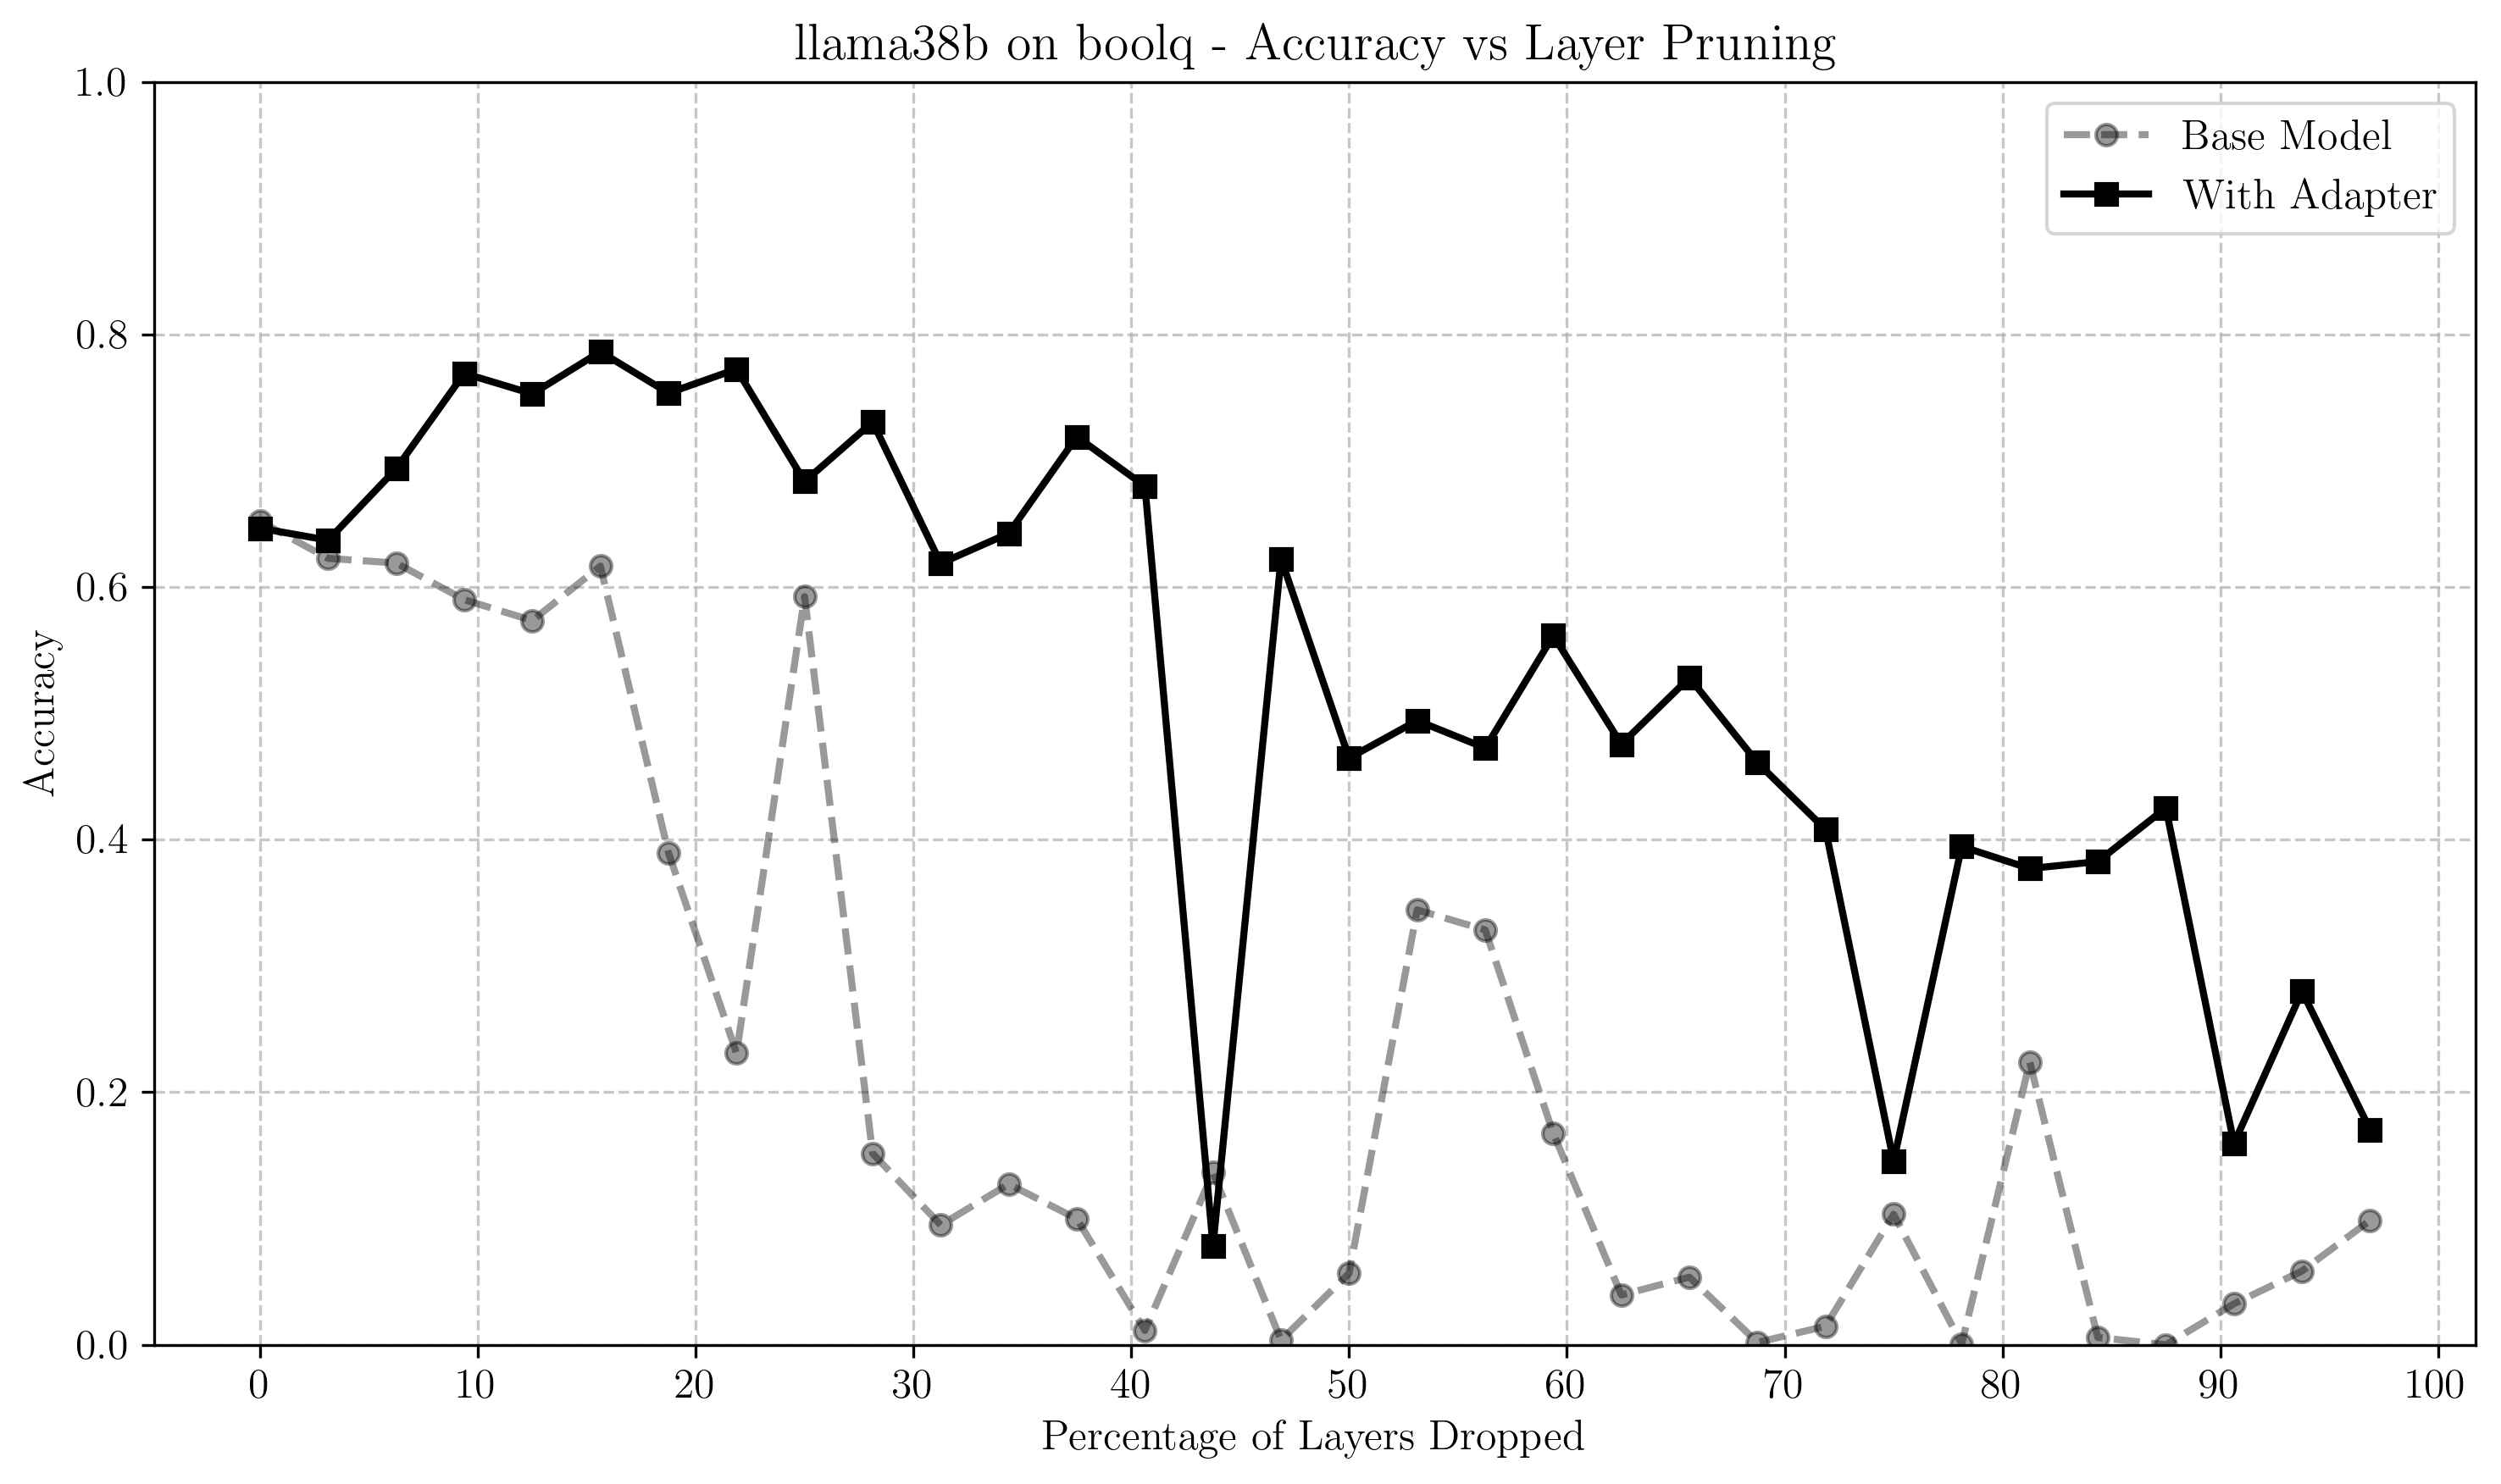 llama38b on boolq - Accuracy vs Layer Pruning
1.0
Base Model
With Adapter
0.8
0.6
Accuracy
0.4
0.2
0.0
0 10 20 30 40 50 60 70 80 90 100
Percentage of Layers Dropped